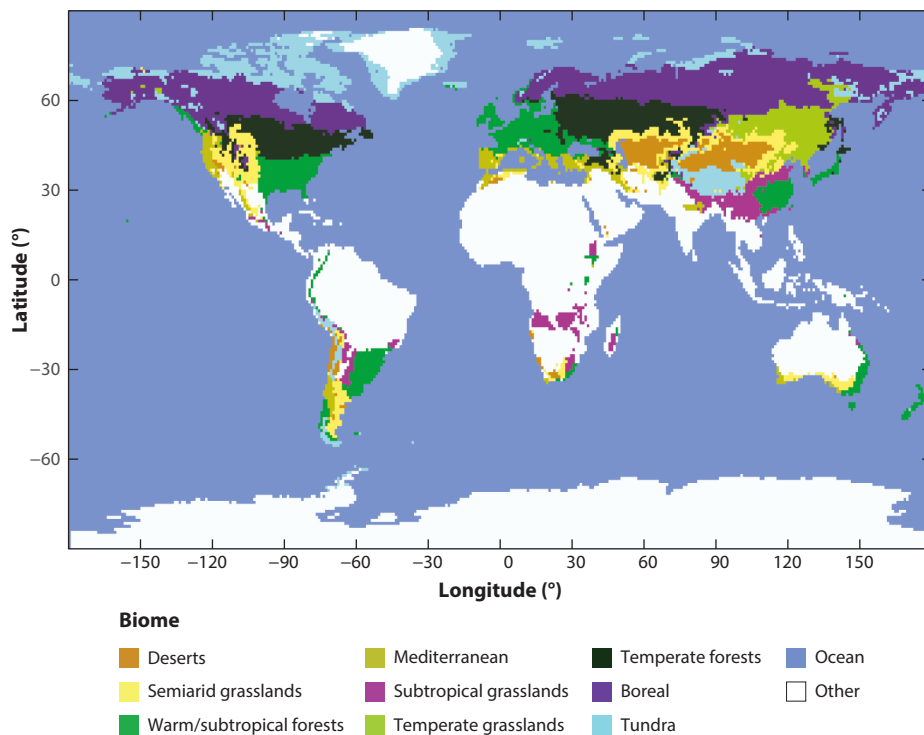 60
30
0
−30
−60
Latitude (°)
−150 −120 −90 −60 −30 0 30 60 90 120 150
Longitude (°)
Biome
Deserts Mediterranean Temperate forests Ocean
Semiarid grasslands Subtropical grasslands Boreal Other
Warm/subtropical forests Temperate grasslands Tundra